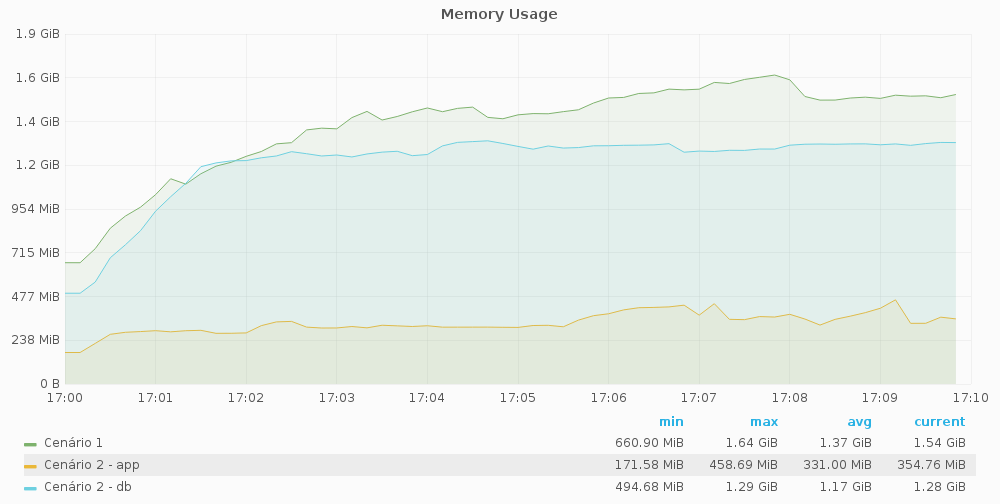 Memory Usage
1.9 GiB
1.6 GiB
1.4 GiB
1.2 GiB
954 MiB
715 MiB
477 MiB
238 MiB
0 B
17:00 17:01 17:02 17:03 17:04 17:05 17:06 17:07 17:08 17:09 17:10
min max avg current
Cenário 1 660.90 MiB 1.64 GiB 1.37 GiB 1.54 GiB
Cenário 2 - app 171.58 MiB 458.69 MiB 331.00 MiB 354.76 MiB
Cenário 2 - db 494.68 MiB 1.29 GiB 1.17 GiB 1.28 GiB